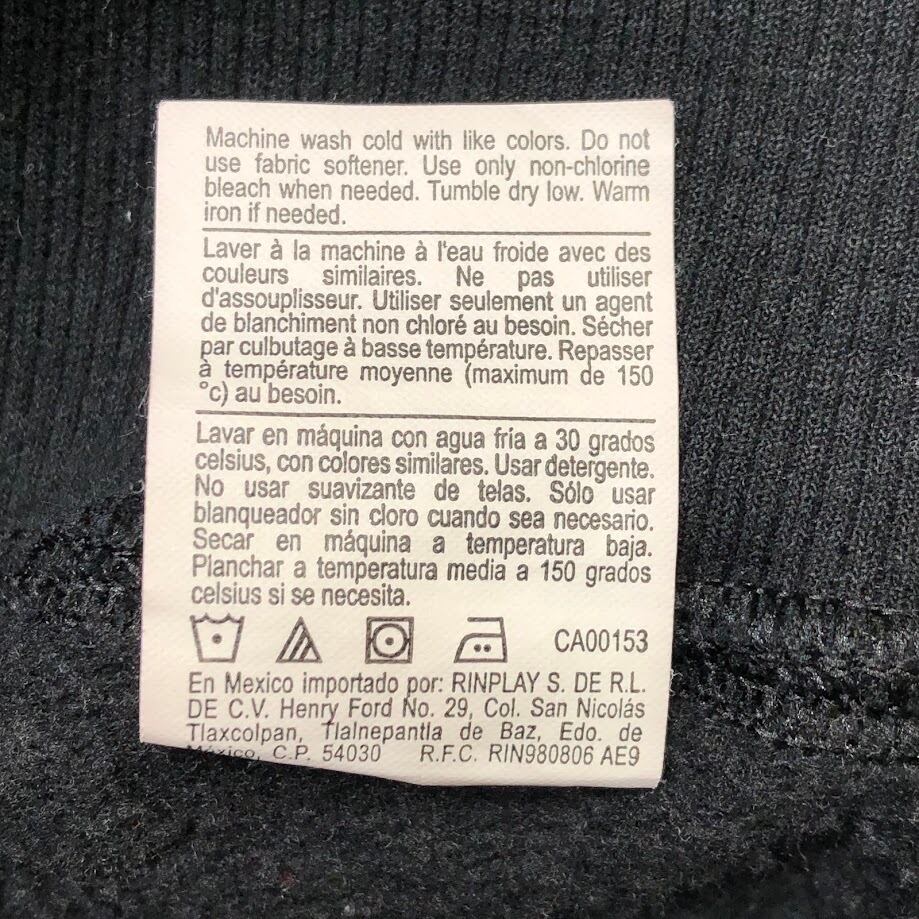 Machine wash cold with like colors. Do not
use fabric softener. Use only non-chlorine
bleach when needed. Tumble dry low. Warm
iron if needed.
Laver à la machine à l'eau froide avec des
couleurs similaires. Ne pas utiliser
d'assouplisseur. Utiliser seulement un agent
de blanchiment non chloré au besoin. Sécher
par culbutage à basse température. Repasser
à température moyenne (maximum de 150
°c) au besoin.
Lavar en máquina con agua fría a 30 grados
celsius, con colores similares. Usar detergente.
No usar suavizante de telas. Sólo usar
blanqueador sin cloro cuando sea necesario.
Secar en máquina a temperatura baja.
Planchar a temperatura media a 150 grados
celsius si se necesita.
CA00153
En Mexico importado por: RINPLAY S. DE R.L.
DE C.V. Henry Ford No. 29, Col. San Nicolás
Tlaxcolpan, Tlalnepantla de Baz, Edo. de
México, C.P. 54030 R.F.C. RIN980806 AE9